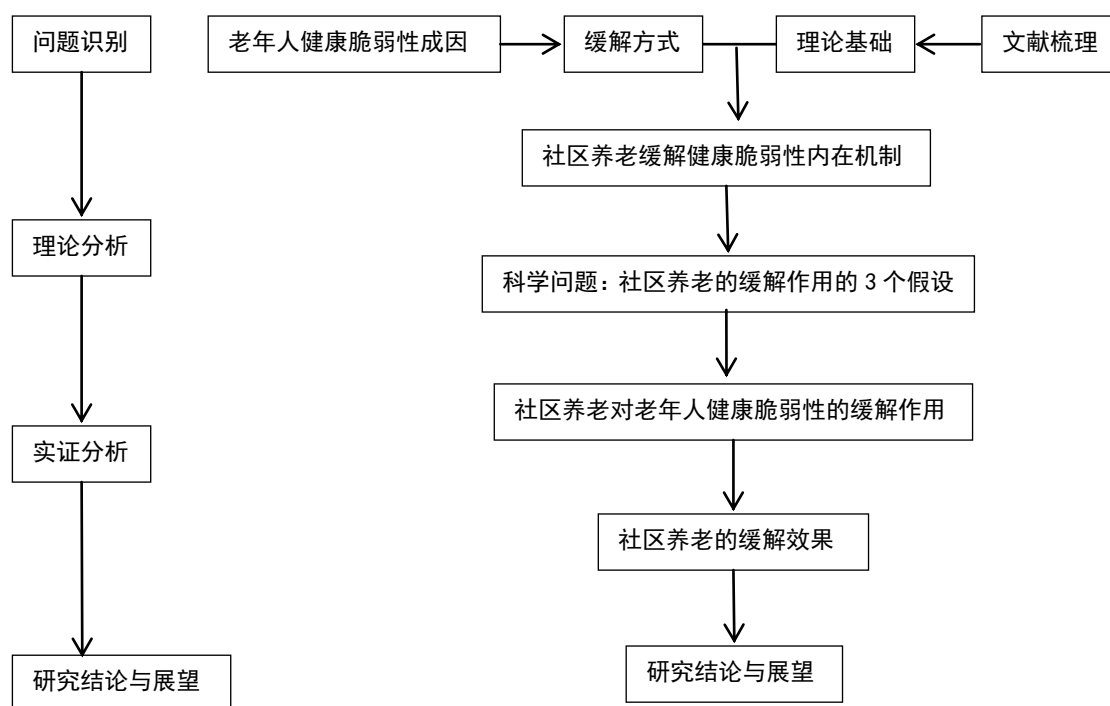 问题识别
老年人健康脆弱性成因
缓解方式
理论基础
文献梳理
社区养老缓解健康脆弱性内在机制
理论分析
科学问题：社区养老的缓解作用的 3 个假设
社区养老对老年人健康脆弱性的缓解作用
实证分析
社区养老的缓解效果
研究结论与展望
研究结论与展望